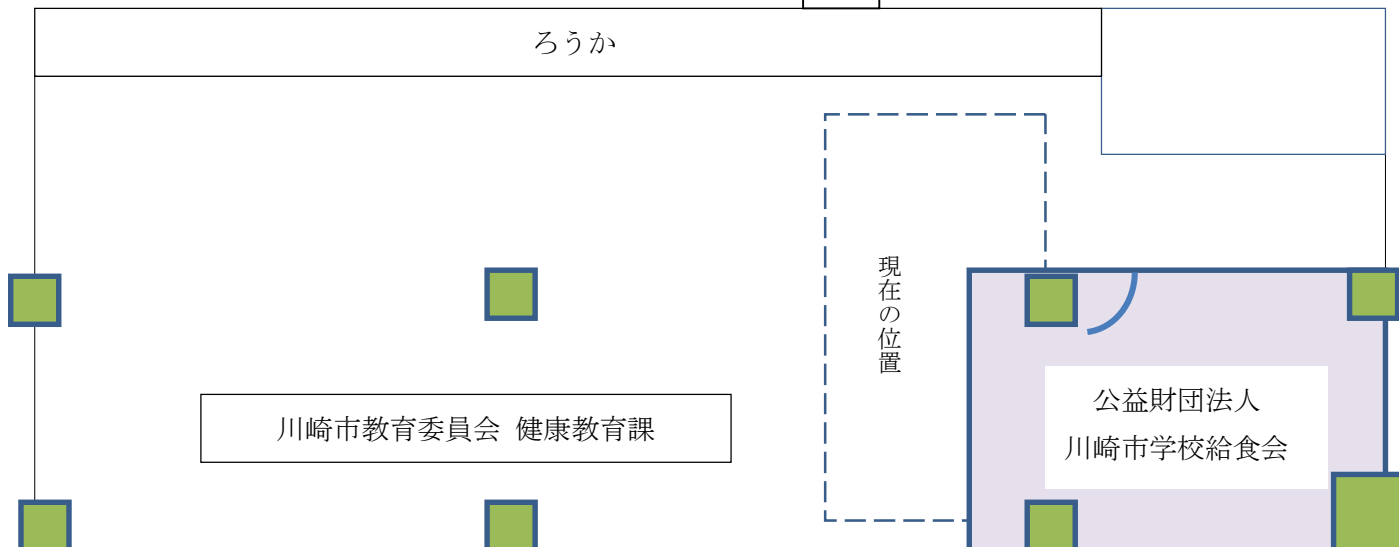 ろうか
現在の位置
川崎市教育委員会 健康教育課
公益財団法人
川崎市学校給食会